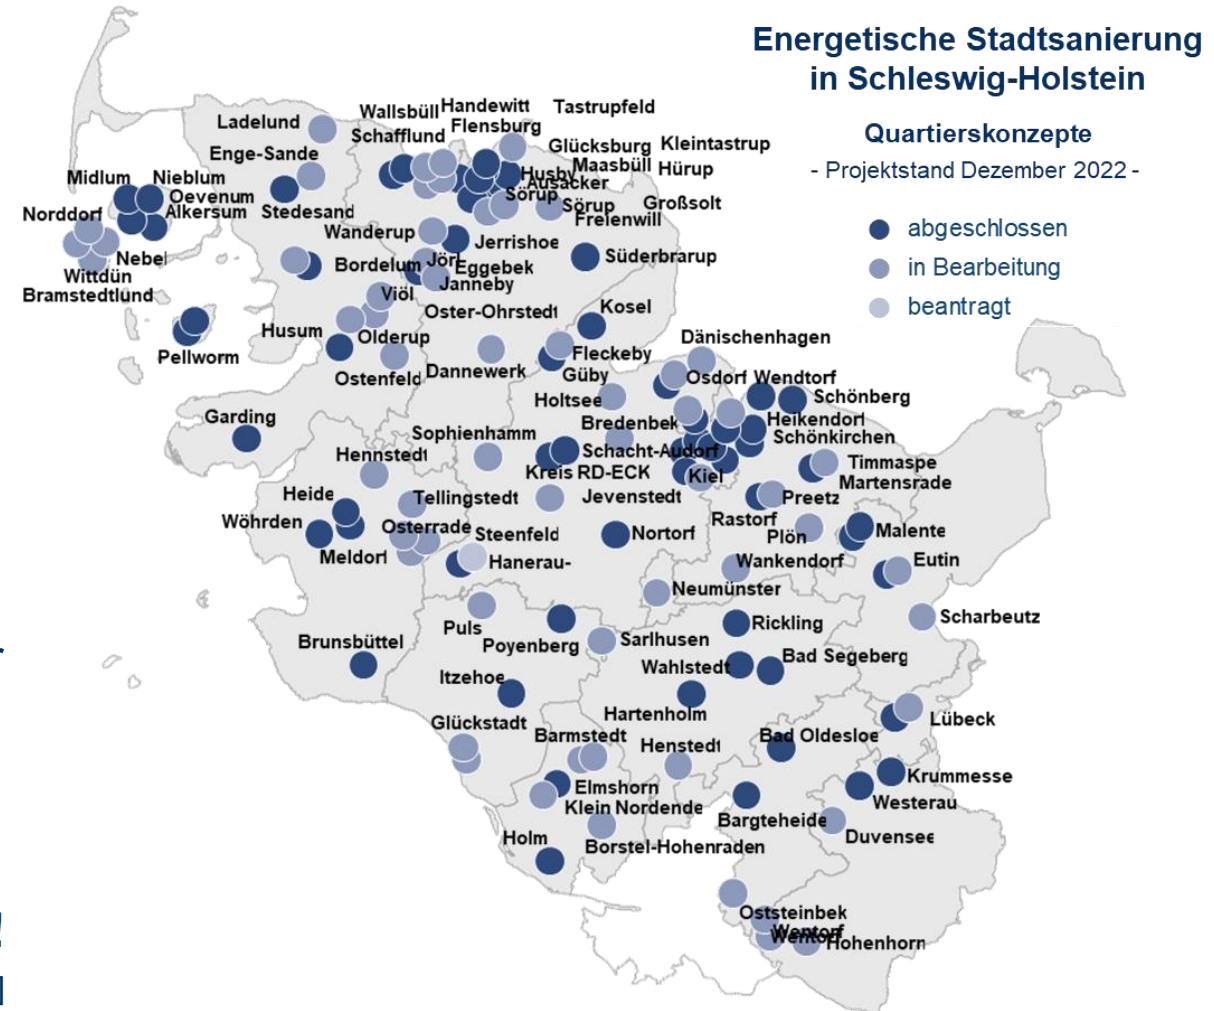 Energetische Stadtsanierung
in Schleswig-Holstein
Quartierskonzepte
- Projektstand Dezember 2022 -
abgeschlossen
in Bearbeitung
beantragt
Wallsbüll
Handewitt
Tastrupfeld
Ladelund
Schafflund
Flensburg
Glücksburg
Kleintastrup
Enge-Sande
Maasbüll
Hürup
Midlum
Nieblum
Husby
Ausacker
Oevenum
Sörup
Sörup
Großsolt
Norddorf
Alkersum
Stedesand
Freienwill
Wanderup
Jerrishoe
Nebel
Bordelum
Jörl
Eggebek
Süderbrarup
Wittdün
Janneby
Bramstedtlund
Viöl
Oster-Ohrstedt
Kosel
Husum
Olderup
Dänischenhagen
Pellworm
Fleckeby
Ostenfeld
Dannewerk
Güby
Osdorf
Wendtorf
Holtsee
Schönberg
Garding
Bredenbek
Heikendorf
Sophienhamm
Schönkirchen
Hennstedt
Schacht-Audorf
Timmaspe
Kreis RD-ECK
Kiel
Martensrade
Heide
Tellingstedt
Jevenstedt
Preetz
Wöhrden
Osterrade
Steenfeld
Nortorf
Rastorf
Plön
Malente
Meldorf
Hanerau-
Wankendorf
Eutin
Neumünster
Puls
Scharbeutz
Brunsbüttel
Poyenberg
Sarlhusen
Rickling
Wahlstedt
Bad Segeberg
Itzehoe
Hartenholm
Glückstadt
Lübeck
Barmstedt
Henstedt
Bad Oldesloe
Elmshorn
Krummesse
Klein Nordende
Westerau
Bargteheide
Holm
Borstel-Hohenraden
Duvensee
Oststeinbek
Wentorf
Wentorf
Hohenhorn